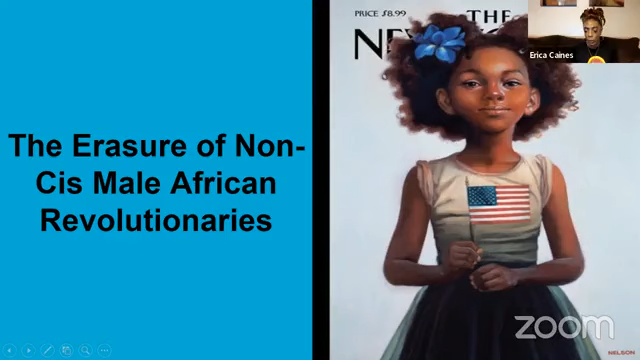 The Erasure of Non-
Cis Male African
Revolutionaries
PRICE $8.99
THE
NE
Erica Caines
zoom
NELSON